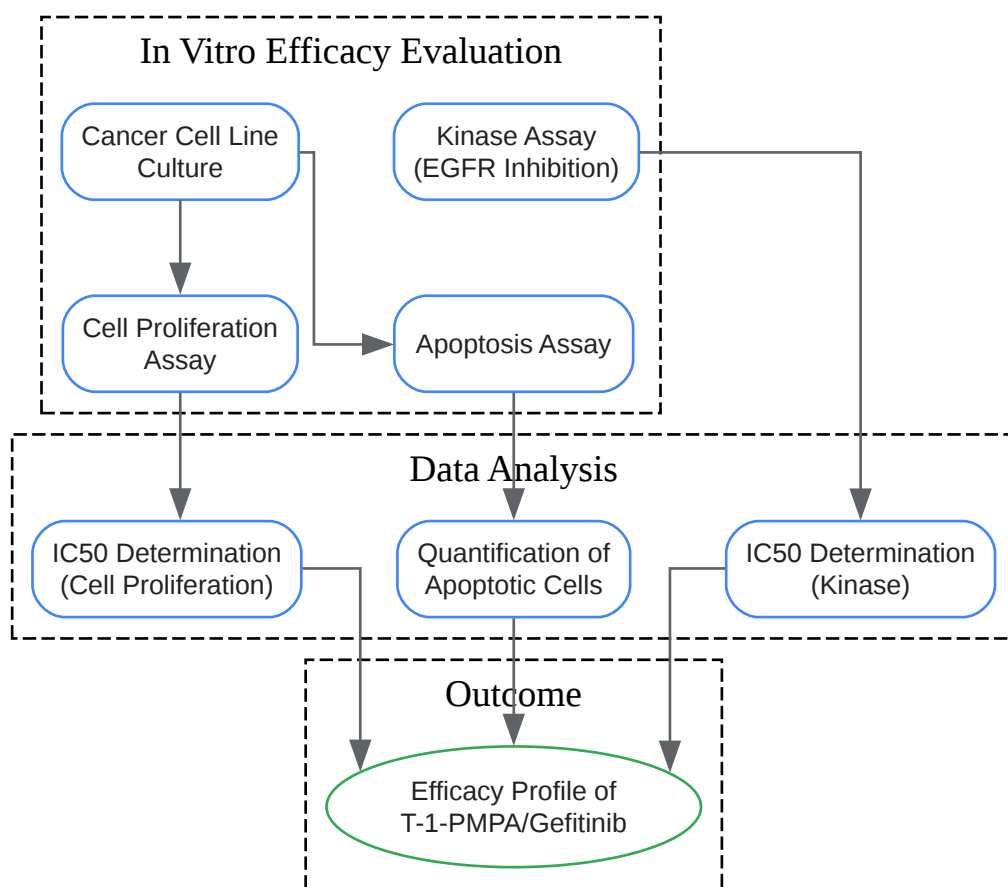 In Vitro Efficacy Evaluation
Cancer Cell Line
Culture
Kinase Assay
(EGFR Inhibition)
Cell Proliferation
Assay
Apoptosis Assay
Data Analysis
IC50 Determination
(Cell Proliferation)
Quantification of
Apoptotic Cells
IC50 Determination
(Kinase)
Outcome
Efficacy Profile of
T-1-PMPA/Gefitinib